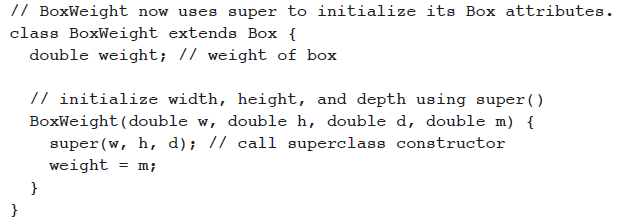 // BoxWeight now uses super to initialize its Box attributes.
class BoxWeight extends Box {
  double weight; // weight of box

  // initialize width, height, and depth using super()
  BoxWeight(double w, double h, double d, double m) {
    super(w, h, d); // call superclass constructor
    weight = m;
  }
}